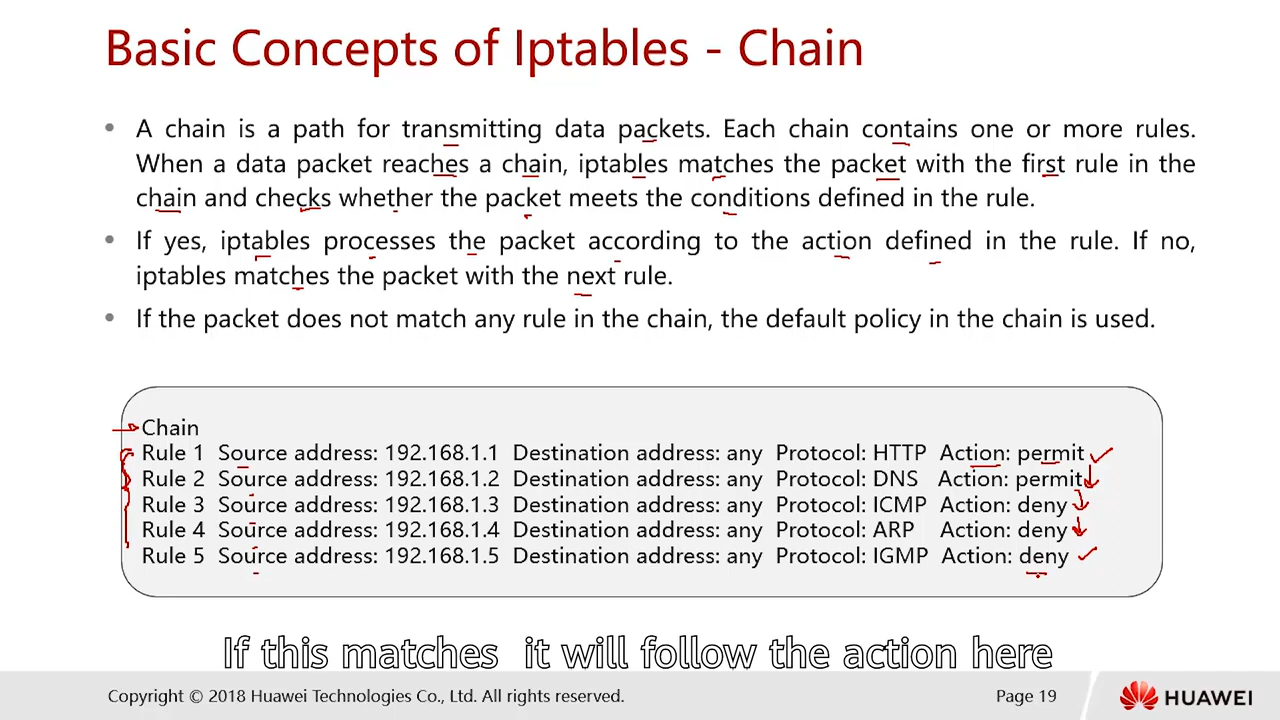 Basic Concepts of Iptables - Chain
• A chain is a path for transmitting data packets. Each chain contains one or more rules.
When a data packet reaches a chain, iptables matches the packet with the first rule in the
chain and checks whether the packet meets the conditions defined in the rule.
• If yes, iptables processes the packet according to the action defined in the rule. If no,
iptables matches the packet with the next rule.
• If the packet does not match any rule in the chain, the default policy in the chain is used.
Chain
Rule 1 Source address: 192.168.1.1 Destination address: any Protocol: HTTP Action: permit
Rule 2 Source address: 192.168.1.2 Destination address: any Protocol: DNS Action: permit
Rule 3 Source address: 192.168.1.3 Destination address: any Protocol: ICMP Action: deny
Rule 4 Source address: 192.168.1.4 Destination address: any Protocol: ARP Action: deny
Rule 5 Source address: 192.168.1.5 Destination address: any Protocol: IGMP Action: deny
If this matches it will follow the action here
Copyright © 2018 Huawei Technologies Co., Ltd. All rights reserved. Page 19 HUAWEI